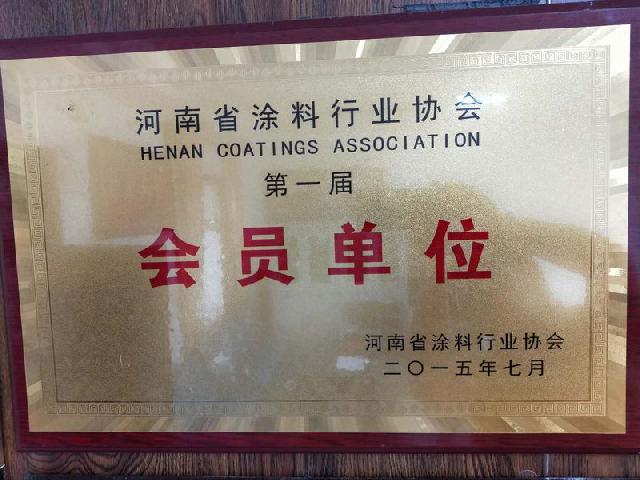 河南省涂料行业协会
HENAN COATINGS ASSOCIATION
第一届
会员单位
河南省涂料行业协会
二〇一五年七月